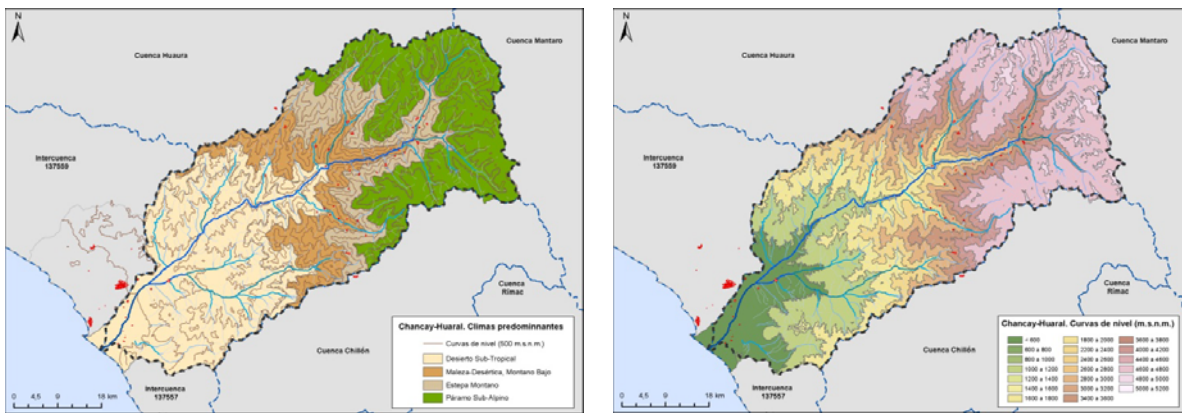 N
Cuenca Mantaro
Cuenca Huaura
Intercuenca
137559
Cuenca
Rímac
Cuenca Chillón
Intercuenca
137557
0 4,5 9 18 km
Chancay-Huaral. Climas predominnantes
Curvas de nivel (500 m.s.n.m.)
Desierto Sub-Tropical
Maleza-Desértica, Montano Bajo
Estepa Montano
Páramo Sub-Alpino
N
Cuenca Mantaro
Cuenca Huaura
Intercuenca
137559
Cuenca
Rímac
Cuenca Chillón
Intercuenca
137557
0 4,5 9 18 km
Chancay-Huaral. Curvas de nivel (m.s.n.m.)
< 600
600 a 800
800 a 1000
1000 a 1200
1200 a 1400
1400 a 1600
1600 a 1800
1800 a 2000
2200 a 2400
2400 a 2600
2600 a 2800
2800 a 3000
3000 a 3200
3400 a 3600
3600 a 3800
4000 a 4200
4400 a 4600
4600 a 4800
4800 a 5000
5000 a 5200